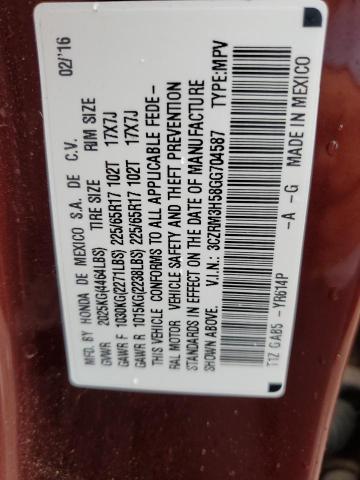 MFD BY HONDA DE MEXICO S.A. DE C.V. 02/'16
TIRE SIZE RIM SIZE
GVWR 2025KG(4464LBS)
GAWR F 1030KG(2271LBS) 225/65R17 102T 17X7J
GAWR R 1015KG(2238LBS) 225/65R17 102T 17X7J
THIS VEHICLE CONFORMS TO ALL APPLICABLE FEDE-
RAL MOTOR VEHICLE SAFETY AND THEFT PREVENTION
STANDARDS IN EFFECT ON THE DATE OF MANUFACTURE
SHOWN ABOVE.
V.I.N.: 3CZRM3H58GG704587 TYPE:MPV
T1Z GAB5 - YR614P -A -G MADE IN MEXICO